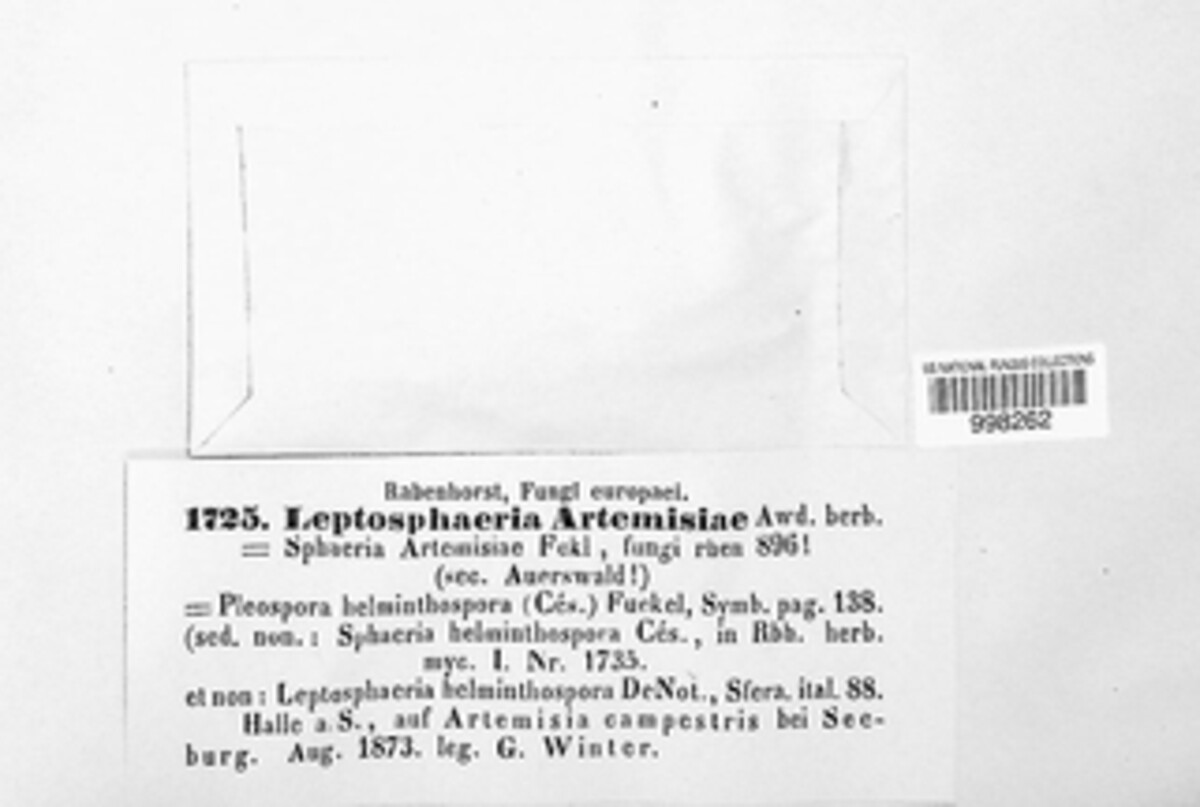 U.S. NATIONAL FUNGUS COLLECTIONS
998262
Rabenhorst, Fungi europaei.
1725. Leptosphaeria Artemisiae Awd. herb.
= Sphaeria Artemisiae Fckl, fungi rhen 896!
(sec. Auerswald!)
= Pleospora helminthospora (Cés.) Fuckel, Symb. pag. 138.
(sed. non.: Sphaeria helminthospora Cés., in Rbh. herb.
myc. I. Nr. 1735.
et non: Leptosphaeria helminthospora DeNot., Sfera. ital. 88.
Halle a. S., auf Artemisia campestris bei See-
burg. Aug. 1873. leg. G. Winter.